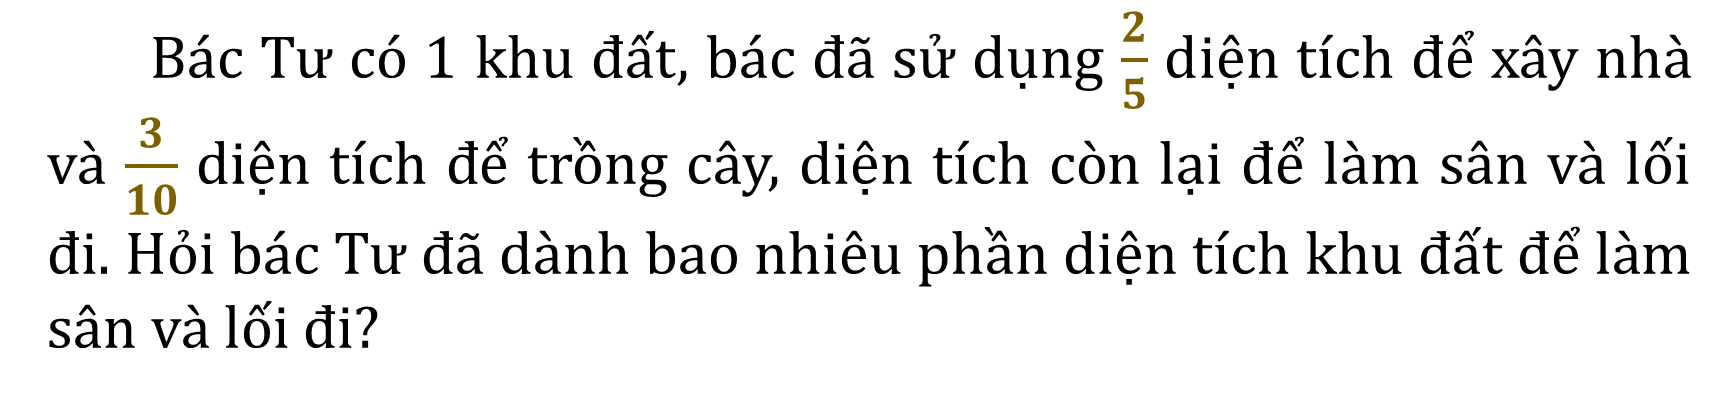 Bác Tư có 1 khu đất, bác đã sử dụng 2/5 diện tích để xây nhà
và 3/10 diện tích để trồng cây, diện tích còn lại để làm sân và lối
đi. Hỏi bác Tư đã dành bao nhiêu phần diện tích khu đất để làm
sân và lối đi?